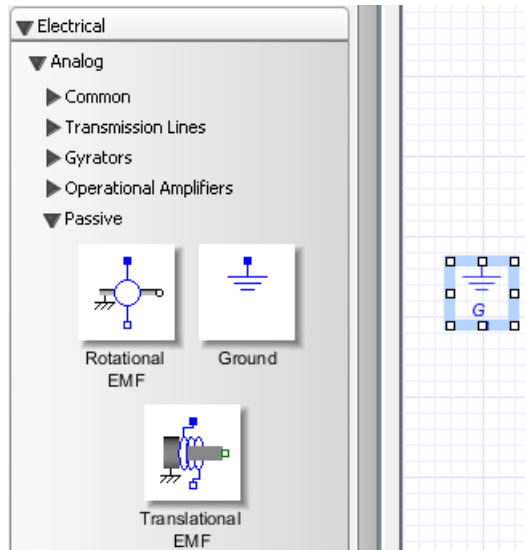 Electrical
Analog
Common
Transmission Lines
Gyrators
Operational Amplifiers
Passive
Rotational
EMF
Ground
Translational
EMF
G